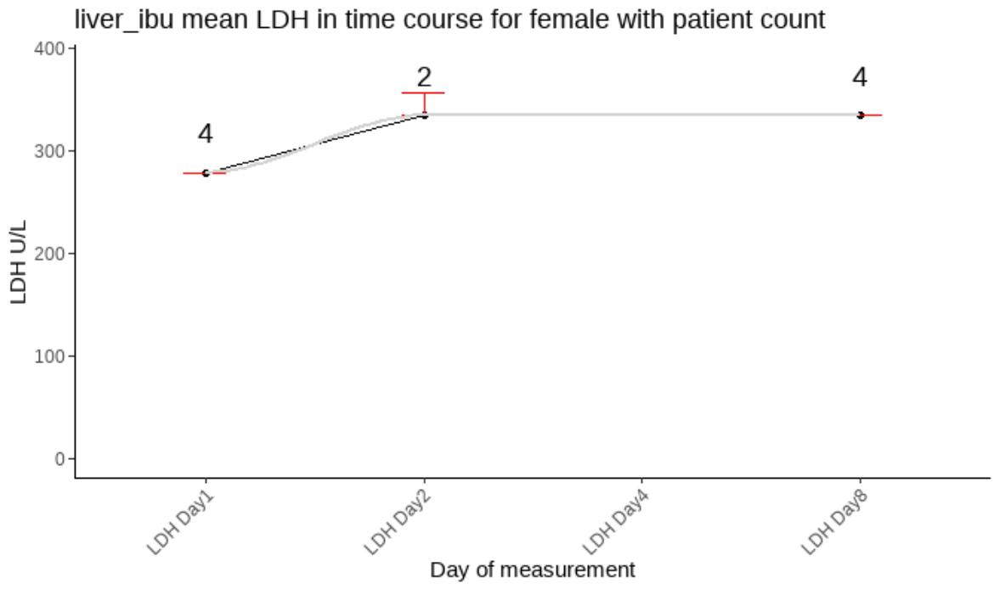 liver_ibu mean LDH in time course for female with patient count
400
300
200
100
0
LDH U/L
4
2
4
LDH Day1
LDH Day2
LDH Day4
LDH Day8
Day of measurement